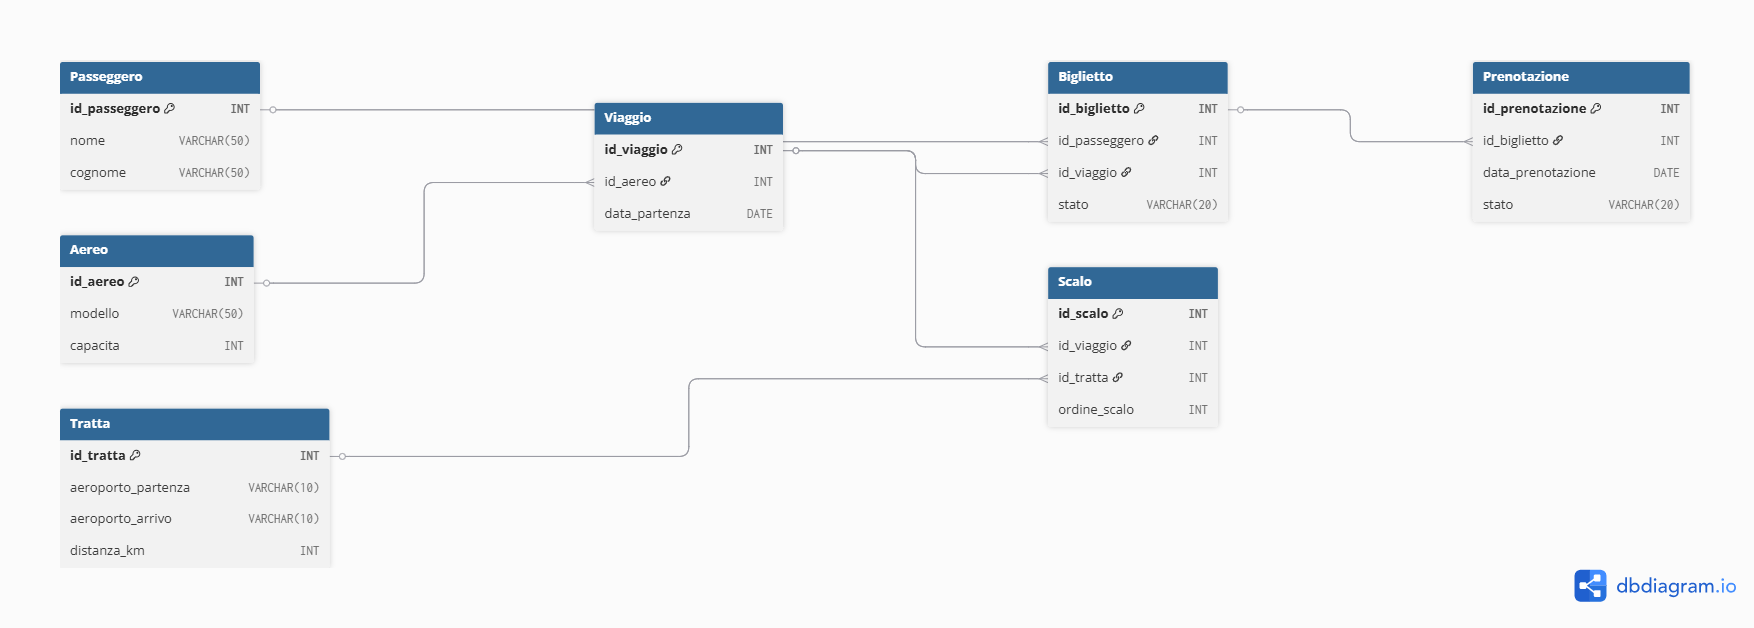 Passeggero
id_passeggero INT
nome VARCHAR(50)
cognome VARCHAR(50)
Aereo
id_aereo INT
modello VARCHAR(50)
capacita INT
Tratta
id_tratta INT
aeroporto_partenza VARCHAR(10)
aeroporto_arrivo VARCHAR(10)
distanza_km INT
Viaggio
id_viaggio INT
id_aereo INT
data_partenza DATE
Biglietto
id_biglietto INT
id_passeggero INT
id_viaggio INT
stato VARCHAR(20)
Scalo
id_scalo INT
id_viaggio INT
id_tratta INT
ordine_scalo INT
Prenotazione
id_prenotazione INT
id_biglietto INT
data_prenotazione DATE
stato VARCHAR(20)
dbdiagram.io